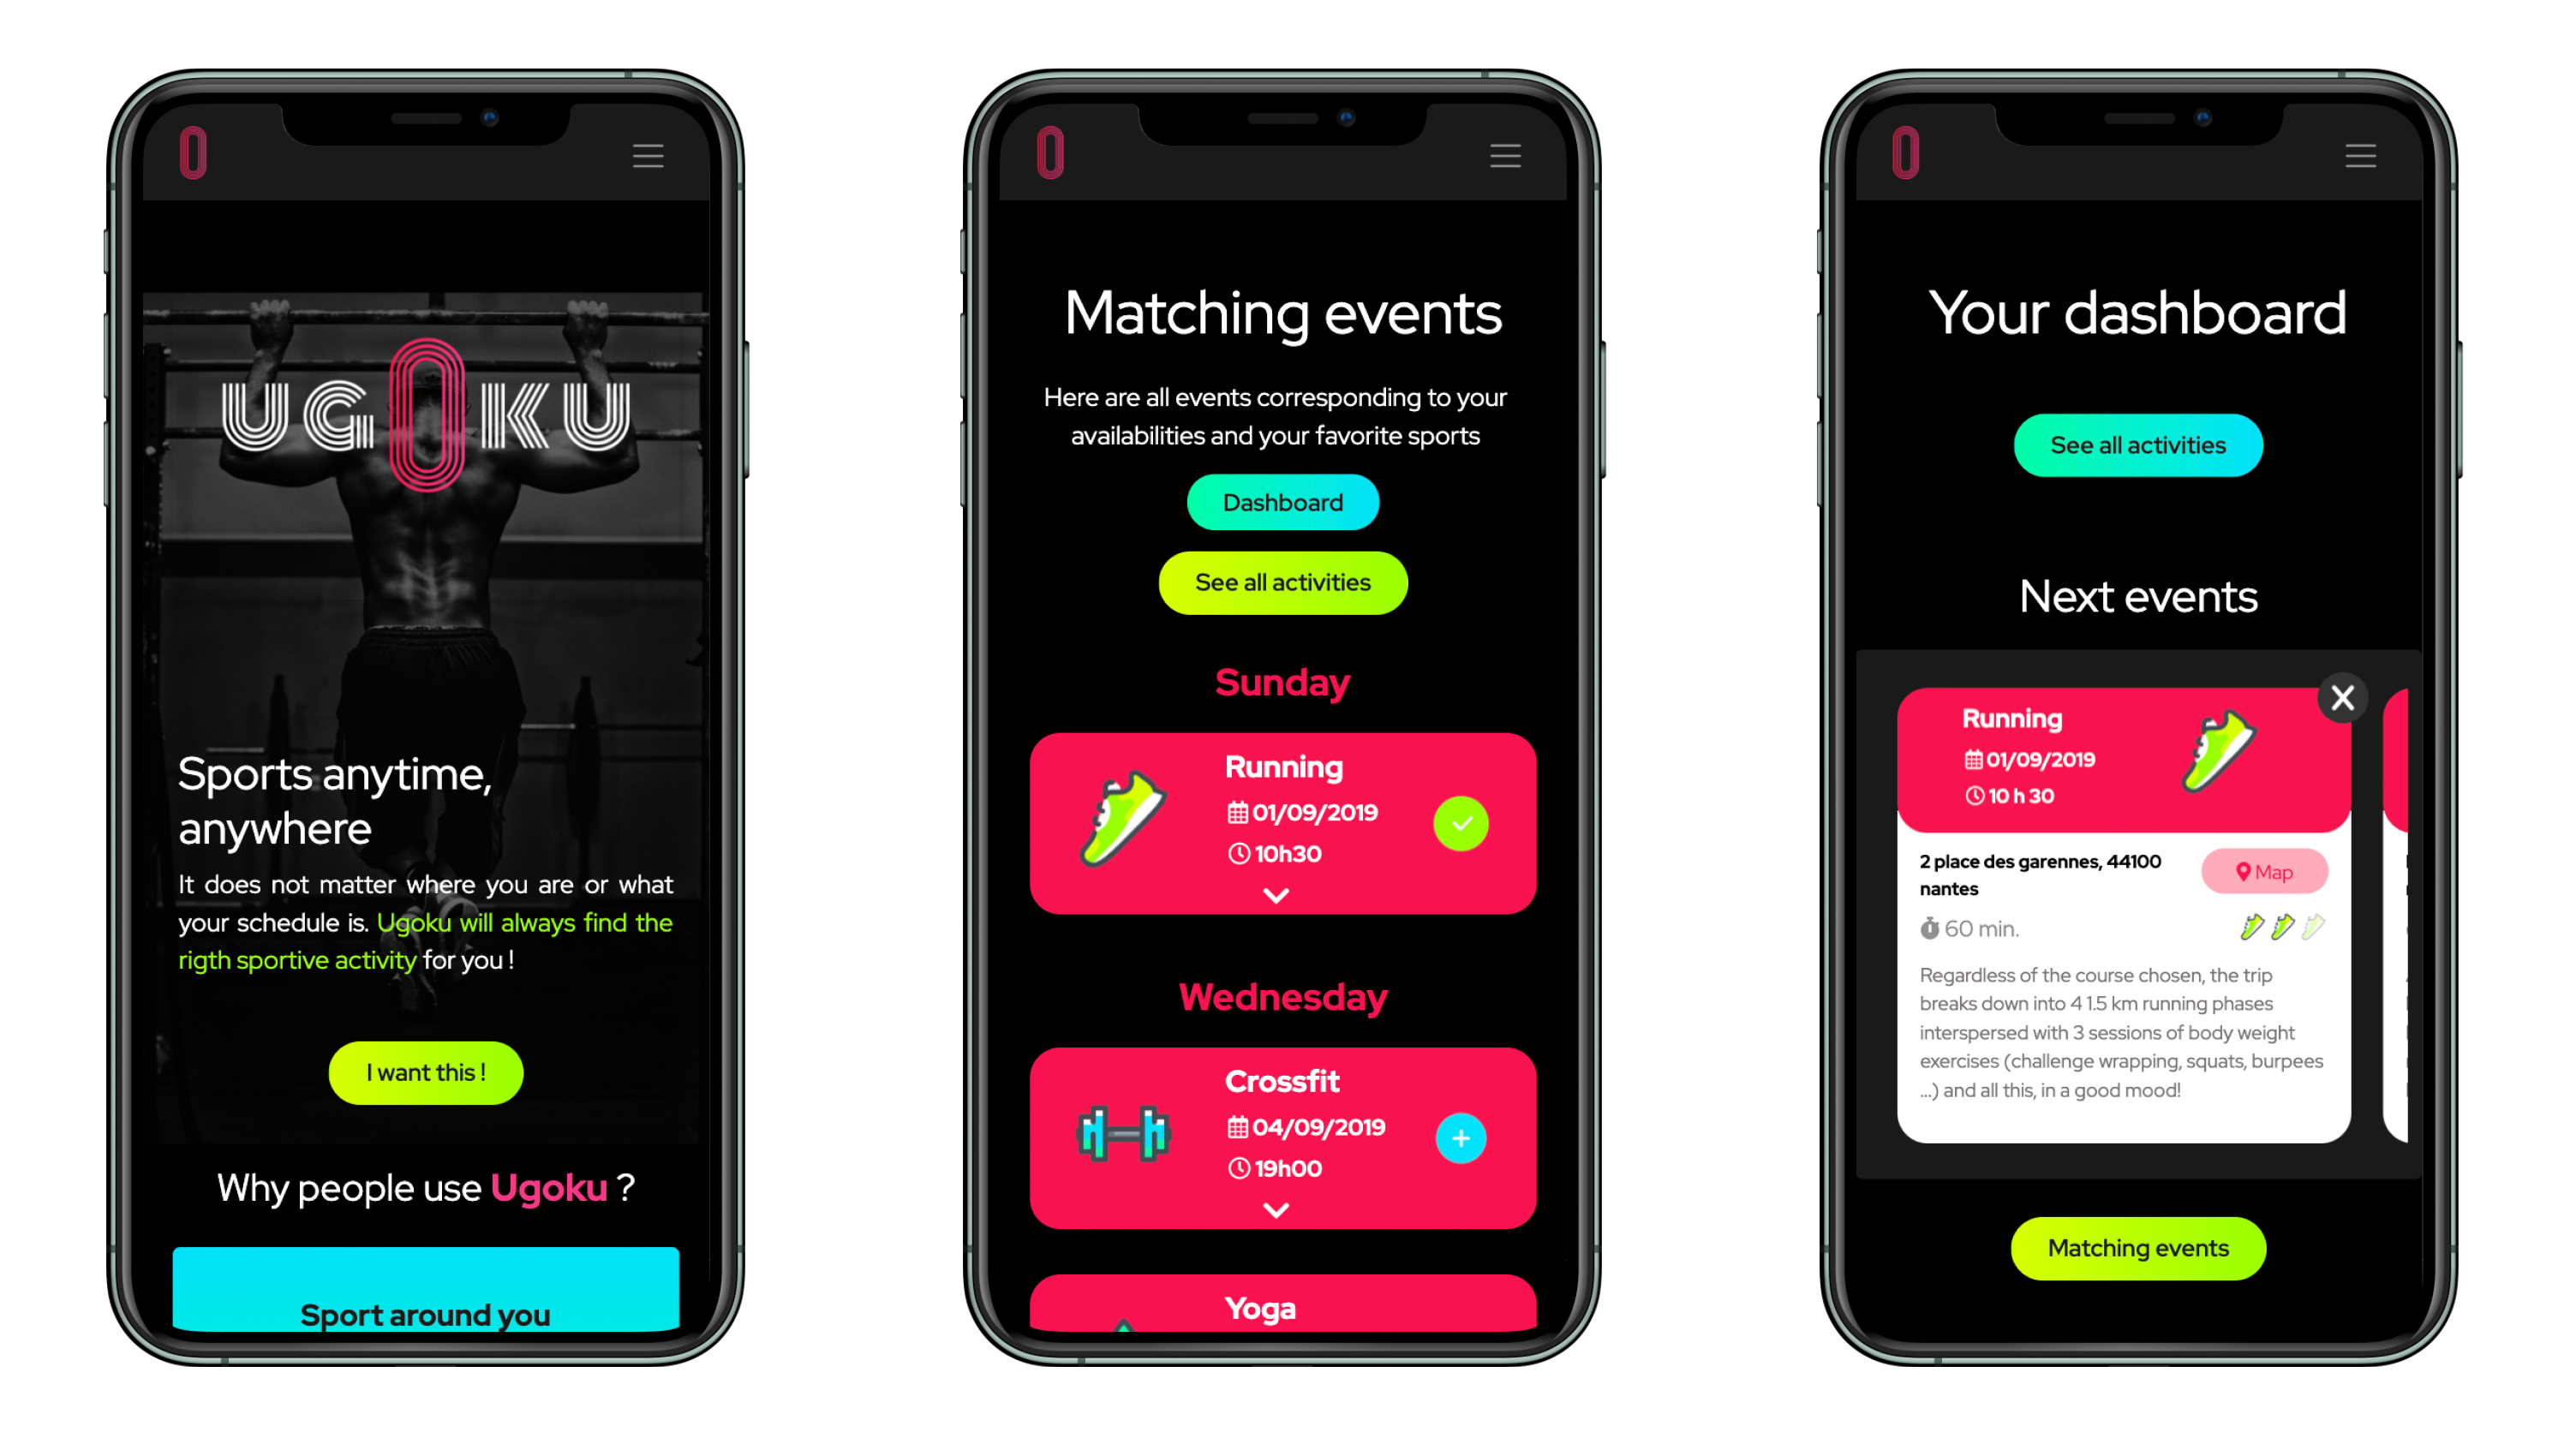 UGOKU
Sports anytime,
anywhere
It does not matter where you are or what
your schedule is. Ugoku will always find the
rigth sportive activity for you !
I want this !
Why people use Ugoku ?
Sport around you
Matching events
Here are all events corresponding to your
availabilities and your favorite sports
Dashboard
See all activities
Sunday
Running
01/09/2019
10h30
Wednesday
Crossfit
04/09/2019
19h00
Yoga
Your dashboard
See all activities
Next events
X
Running
01/09/2019
10 h 30
2 place des garennes, 44100
nantes
Map
60 min.
Regardless of the course chosen, the trip
breaks down into 4 1.5 km running phases
interspersed with 3 sessions of body weight
exercises (challenge wrapping, squats, burpees
...) and all this, in a good mood!
Matching events